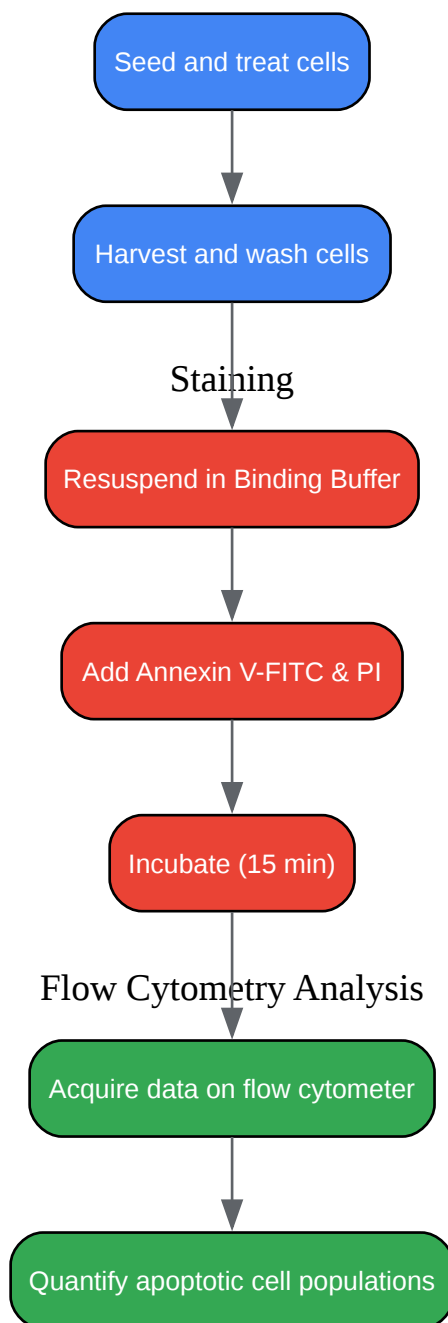 Seed and treat cells
Harvest and wash cells
Staining
Resuspend in Binding Buffer
Add Annexin V-FITC & PI
Incubate (15 min)
Flow Cytometry Analysis
Acquire data on flow cytometer
Quantify apoptotic cell populations